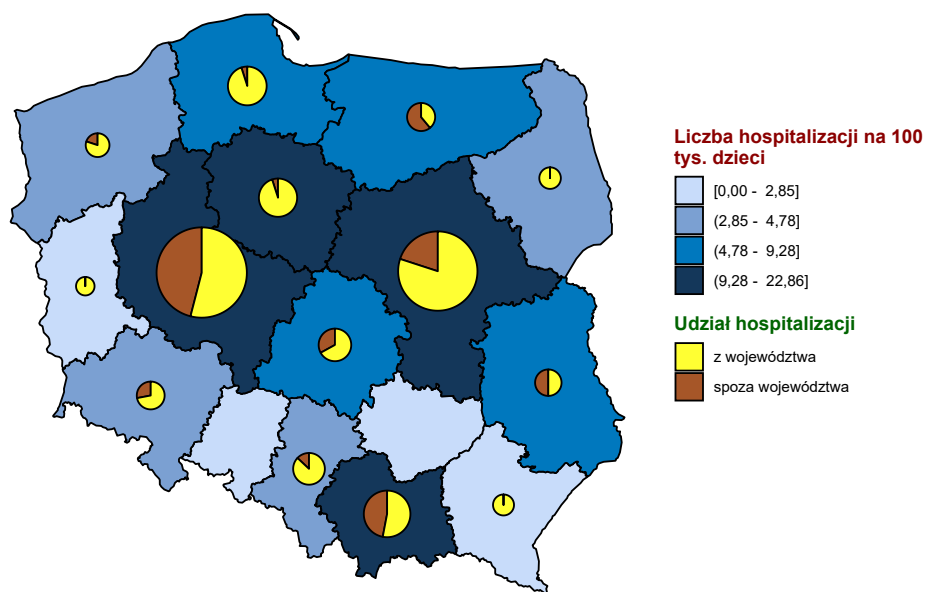 Liczba hospitalizacji na 100
tys. dzieci
[0,00 - 2,85]
(2,85 - 4,78]
(4,78 - 9,28]
(9,28 - 22,86]
Udział hospitalizacji
z województwa
spoza województwa